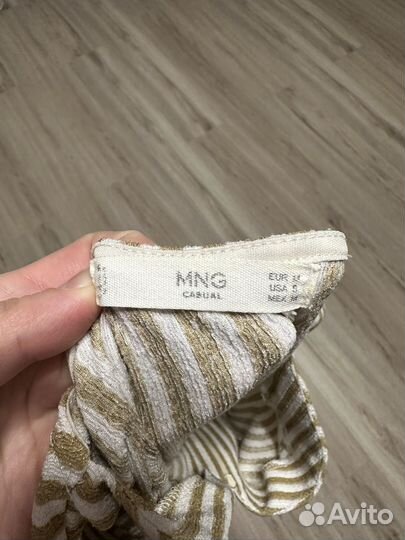 MNG
CASUAL
EUR M
USA S
MEX M
Avito